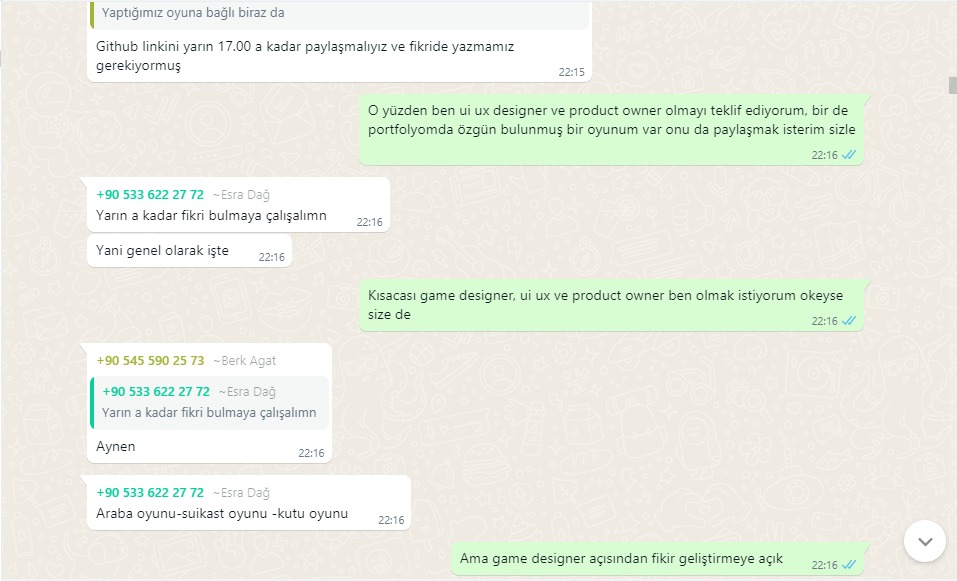 Yaptığımız oyuna bağlı biraz da
Github linkini yarın 17.00 a kadar paylaşmalıyız ve fikride yazmamız
gerekiyormuş
22:15
O yüzden ben ui ux designer ve product owner olmayı teklif ediyorum, bir de
portfolyomda özgün bulunmuş bir oyunum var onu da paylaşmak isterim sizle
22:16
+90 533 622 27 72 ~Esra Dağ
Yarın a kadar fikri bulmaya çalışalımn
22:16
Yani genel olarak işte
22:16
Kısacası game designer, ui ux ve product owner ben olmak istiyorum okeyse
size de
22:16
+90 545 590 25 73 ~Berk Agat
+90 533 622 27 72 ~Esra Dağ
Yarın a kadar fikri bulmaya çalışalımn
Aynen
22:16
+90 533 622 27 72 ~Esra Dağ
Araba oyunu-suikast oyunu -kutu oyunu
22:16
Ama game designer açısından fikir geliştirmeye açık
22:16